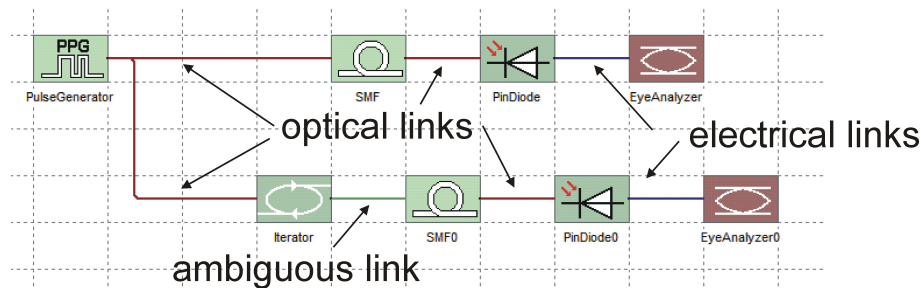 PPG
PulseGenerator
SMF
PinDiode
EyeAnalyzer
optical links
electrical links
Iterator
SMF0
PinDiode0
EyeAnalyzer0
ambiguous link